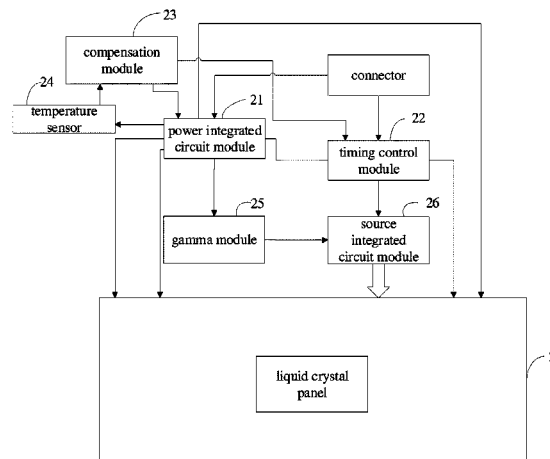 23
compensation
module
24
temperature
sensor
21
power integrated
circuit module
connector
22
timing control
module
25
gamma module
26
source
integrated
circuit module
liquid crystal
panel